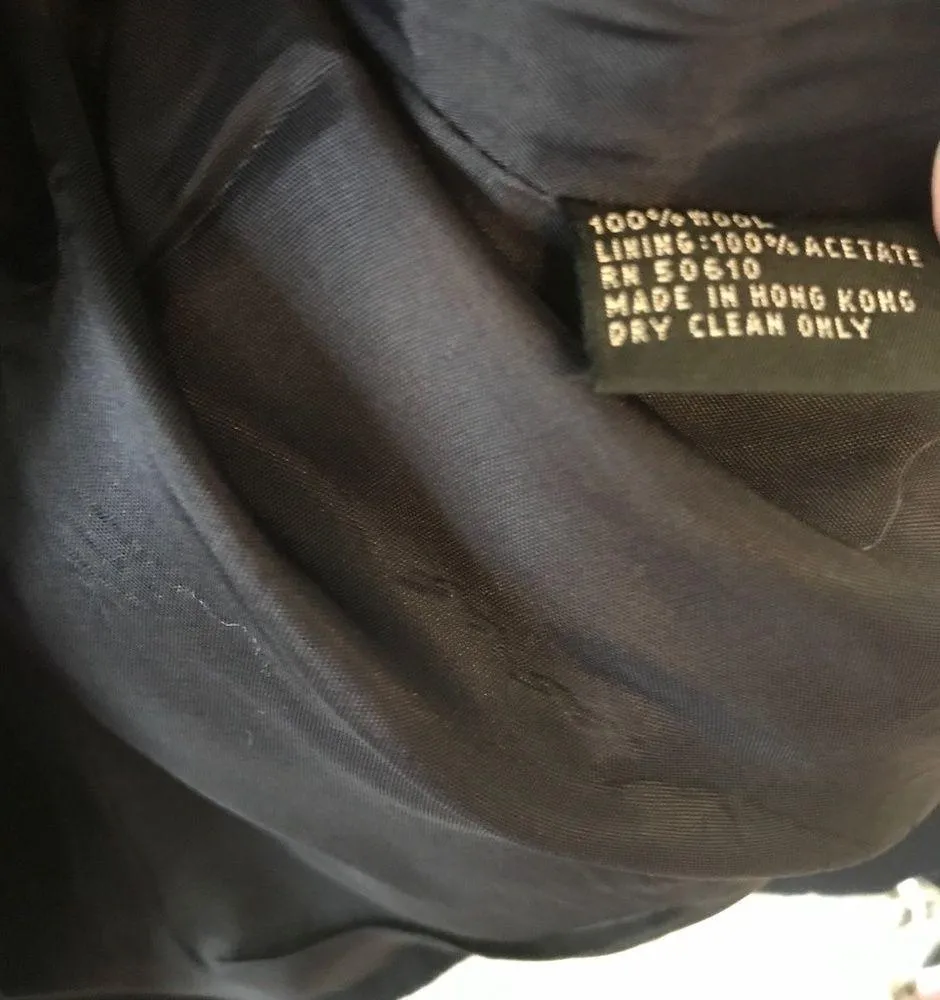 100% WOOL
LINING:100% ACETATE
RN 50610
MADE IN HONG KONG
DRY CLEAN ONLY